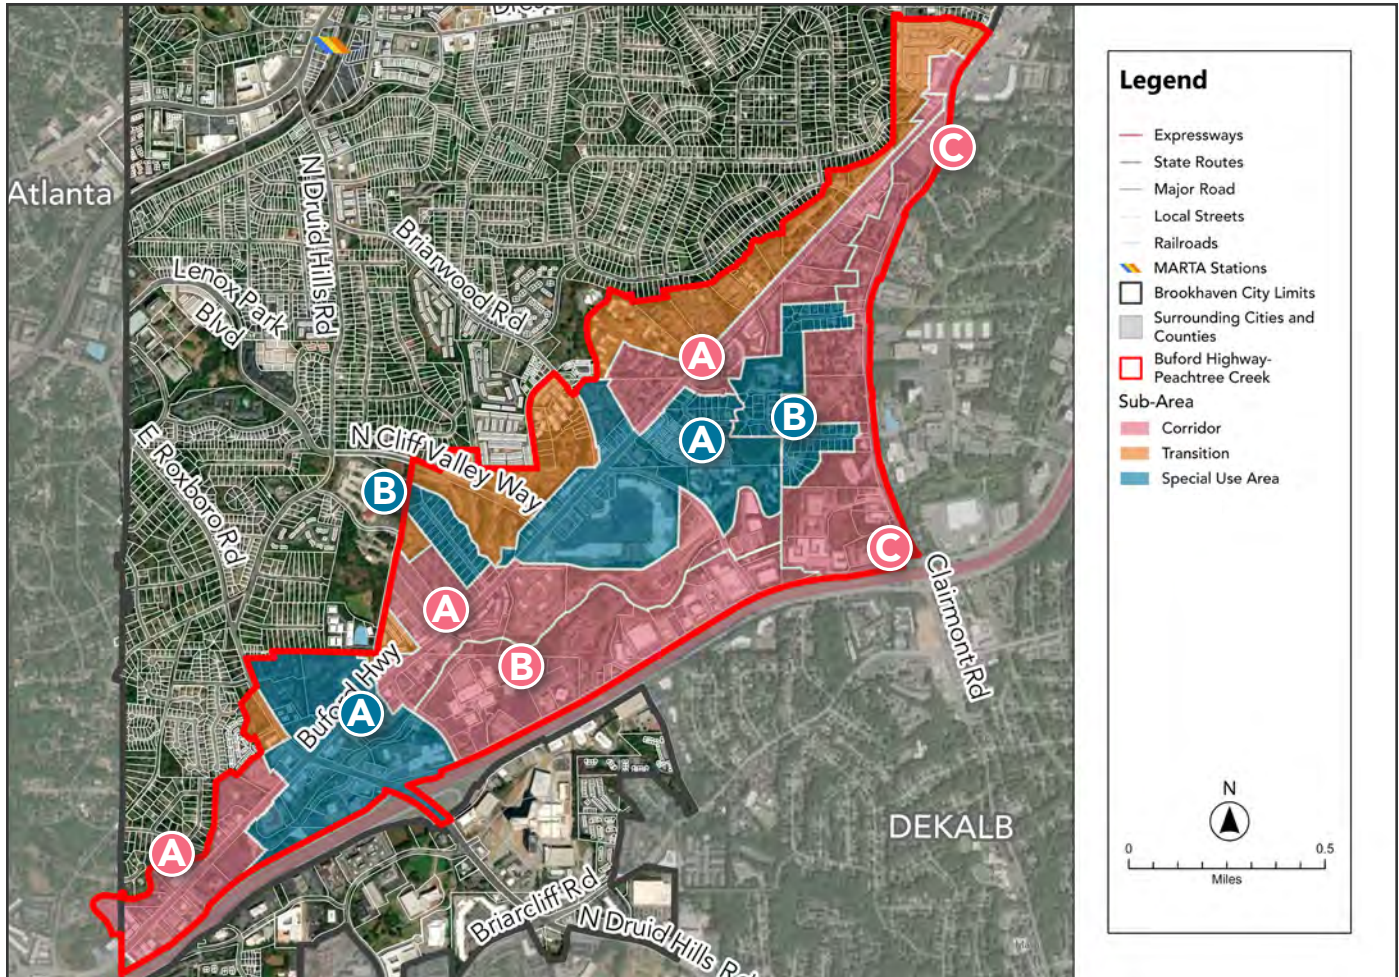 Dres
Atlanta
N Druid Hills Rd
Briarwood Rd
Lenox Park
Blvd
E Roxboro Rd
N Cliff Valley Way
Buford Hwy
Clairmont Rd
DEKALB
Briarcliff Rd
N Druid Hills Rd
C
A
A
B
B
C
A
B
A
A
Legend
Expressways
State Routes
Major Road
Local Streets
Railroads
MARTA Stations
Brookhaven City Limits
Surrounding Cities and
Counties
Buford Highway-
Peachtree Creek
Sub-Area
Corridor
Transition
Special Use Area
N
0
0.5
Miles